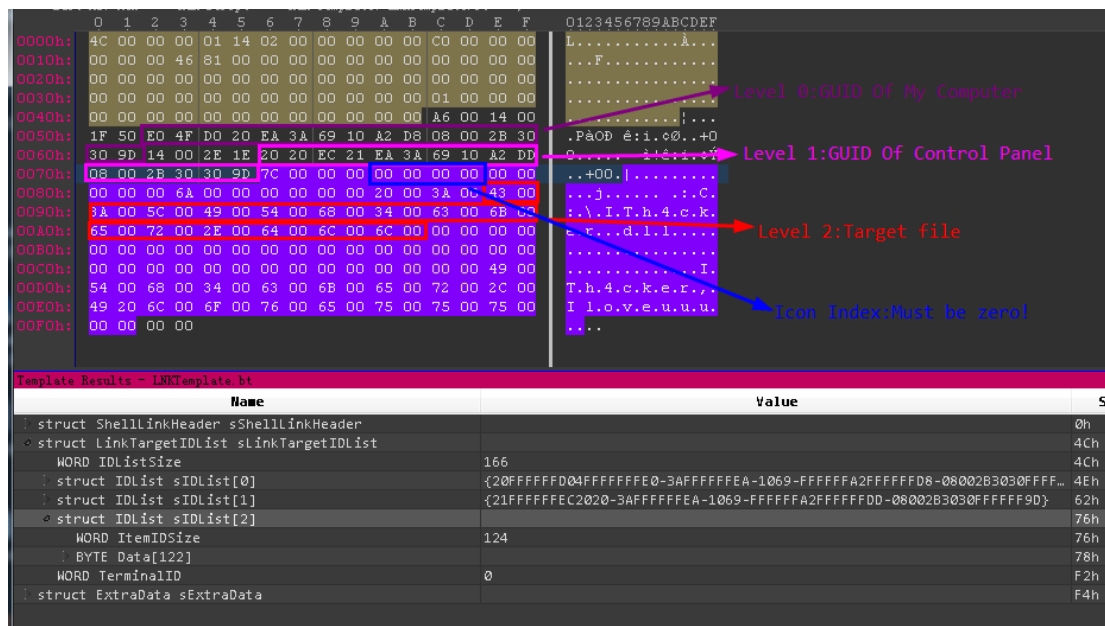 0 1 2 3 4 5 6 7 8 9 A B C D E F 0123456789ABCDEF
0000h: 4C 00 00 00 01 14 02 00 00 00 00 00 C0 00 00 00 L...........À...
0010h: 00 00 00 46 81 00 00 00 00 00 00 00 00 00 00 00 ...F............
0020h: 00 00 00 00 00 00 00 00 00 00 00 00 00 00 00 00 ................
0030h: 00 00 00 00 00 00 00 00 00 00 00 00 01 00 00 00 ................
Level 0:GUID Of My Computer
0040h: 00 00 00 00 00 00 00 00 00 00 00 00 A6 00 14 00 ............¦...
0050h: 1F 50 E0 4F D0 20 EA 3A 69 10 A2 D8 08 00 2B 30 .PàOÐ ê:i.¢Ø..+0
0060h: 30 9D 14 00 2E 1E 20 20 EC 21 EA 3A 69 10 A2 DD
Level 1:GUID Of Control Panel
0070h: 08 00 2B 30 30 9D 7C 00 00 00 00 00 00 00 00 00 ..+00.|.........
0080h: 00 00 00 6A 00 00 00 00 00 00 20 00 3A 00 43 00 ...j...... .:.C.
0090h: 3A 00 5C 00 49 00 54 00 68 00 34 00 63 00 6B 00 :.\.I.T.h.4.c.k.
00A0h: 65 00 72 00 2E 00 64 00 6C 00 6C 00 00 00 00 00 e.r...d.l.l.....
Level 2:Target file
00B0h: 00 00 00 00 00 00 00 00 00 00 00 00 00 00 00 00 ................
00C0h: 00 00 00 00 00 00 00 00 00 00 00 00 00 00 49 00 ..............I.
00D0h: 54 00 68 00 34 00 63 00 6B 00 65 00 72 00 2C 00 T.h.4.c.k.e.r.,.
00E0h: 49 20 6C 00 6F 00 76 00 65 00 75 00 75 00 75 00 I l.o.v.e.u.u.u.
Icon Index:Must be zero!
00F0h: 00 00 00 00 ....
Template Results - LNKTemplate.bt
Name Value S
struct ShellLinkHeader sShellLinkHeader 0h
struct LinkTargetIDList sLinkTargetIDList 4Ch
WORD IDListSize 166 4Ch
struct IDList sIDList[0] {20FFFFFFD04FFFFFFFE0-3AFFFFFFEA-1069-FFFFFFA2FFFFFFD8-08002B3030FFFF… 4Eh
struct IDList sIDList[1] {21FFFFFFEC2020-3AFFFFFFEA-1069-FFFFFFA2FFFFFFDD-08002B3030FFFFFF9D} 62h
struct IDList sIDList[2] 76h
WORD ItemIDSize 124 76h
BYTE Data[122] 78h
WORD TerminalID 0 F2h
struct ExtraData sExtraData F4h